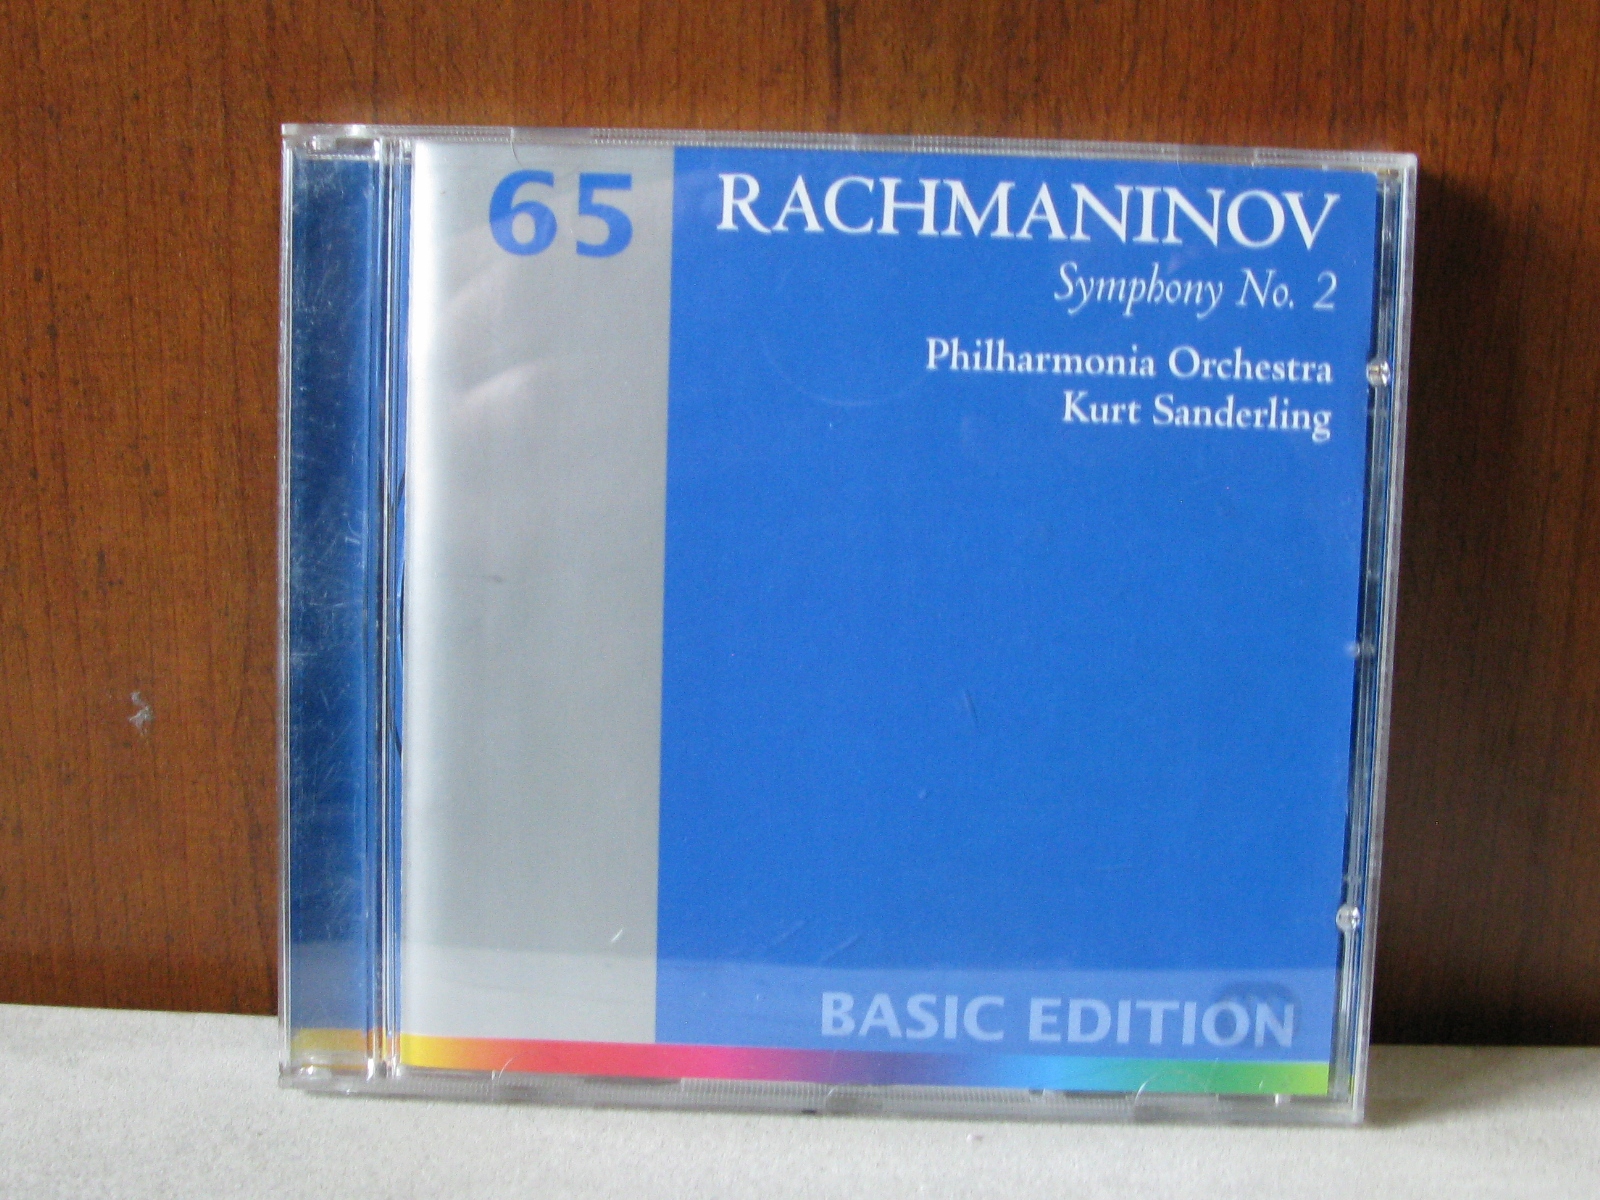 65
RACHMANINOV
Symphony No. 2
Philharmonia Orchestra
Kurt Sanderling
BASIC EDITION